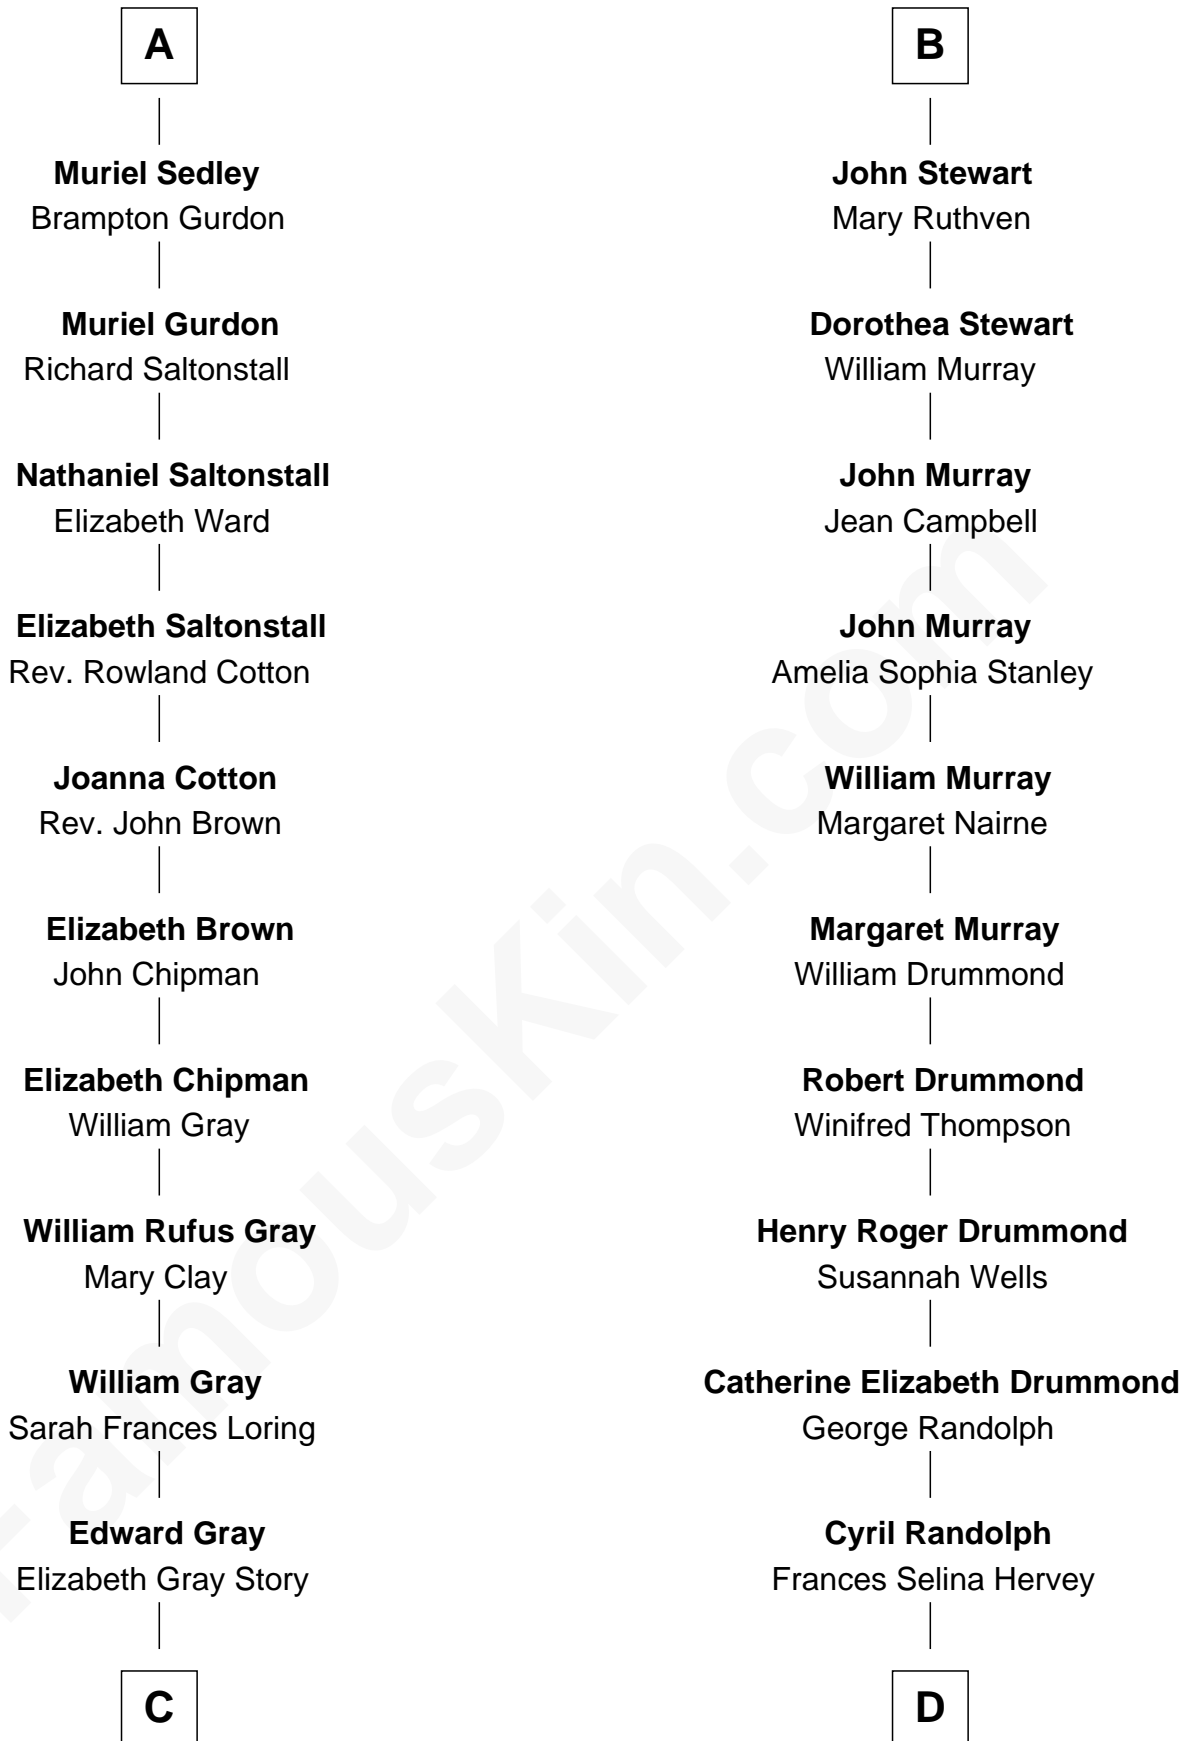 A
Muriel Sedley
Brampton Gurdon
Muriel Gurdon
Richard Saltonstall
Nathaniel Saltonstall
Elizabeth Ward
Elizabeth Saltonstall
Rev. Rowland Cotton
Joanna Cotton
Rev. John Brown
Elizabeth Brown
John Chipman
Elizabeth Chipman
William Gray
William Rufus Gray
Mary Clay
William Gray
Sarah Frances Loring
Edward Gray
Elizabeth Gray Story
C
B
John Stewart
Mary Ruthven
Dorothea Stewart
William Murray
John Murray
Jean Campbell
John Murray
Amelia Sophia Stanley
William Murray
Margaret Nairne
Margaret Murray
William Drummond
Robert Drummond
Winifred Thompson
Henry Roger Drummond
Susannah Wells
Catherine Elizabeth Drummond
George Randolph
Cyril Randolph
Frances Selina Hervey
D
FamousKin.com